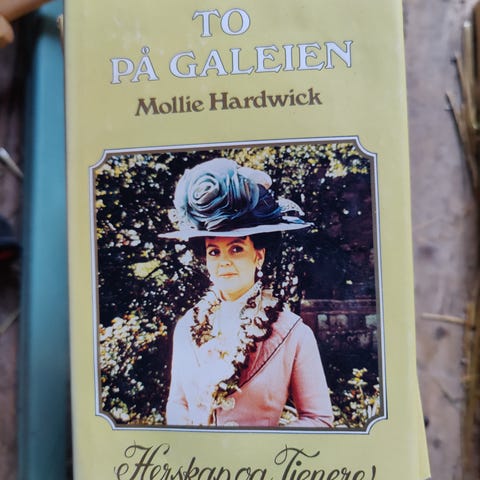 TO
PÅ GALEIEN
Mollie Hardwick
Herskap og Tjenere